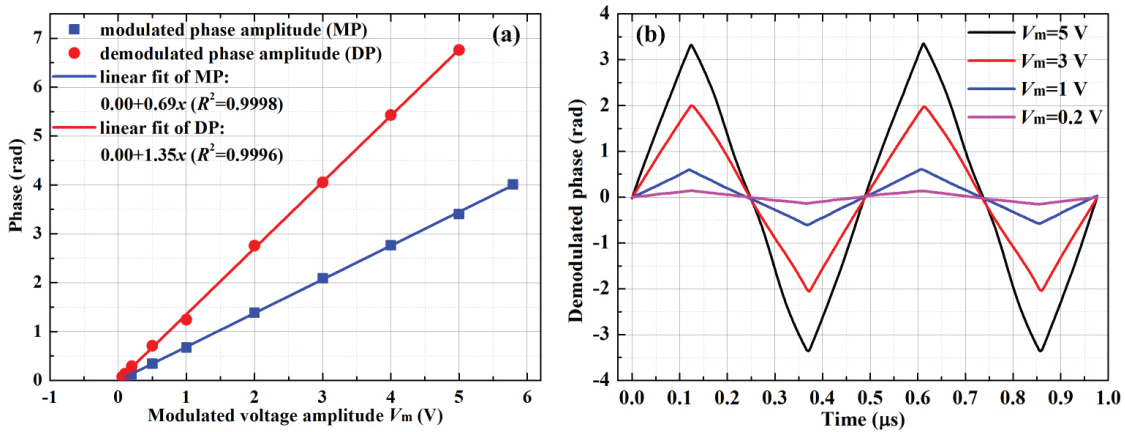 (a)
modulated phase amplitude (MP)
demodulated phase amplitude (DP)
linear fit of MP:
0.00+0.69x (R²=0.9998)
linear fit of DP:
0.00+1.35x (R²=0.9996)
Phase (rad)
7
6
5
4
3
2
1
0
-1 0 1 2 3 4 5 6
Modulated voltage amplitude Vm (V)
(b)
Vm=5 V
Vm=3 V
Vm=1 V
Vm=0.2 V
Demodulated phase (rad)
4
3
2
1
0
-1
-2
-3
-4
0.0 0.1 0.2 0.3 0.4 0.5 0.6 0.7 0.8 0.9 1.0
Time (μs)